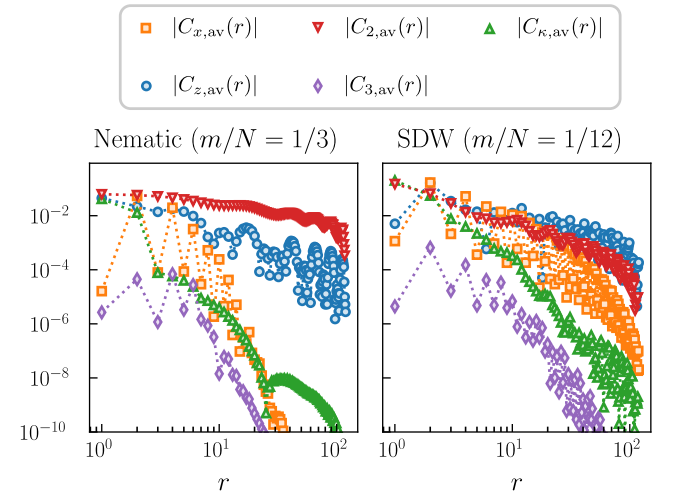 |C_{x,av}(r)| |C_{2,av}(r)| |C_{κ,av}(r)|
|C_{z,av}(r)| |C_{3,av}(r)|
Nematic (m/N = 1/3) SDW (m/N = 1/12)
10^{-2}
10^{-4}
10^{-6}
10^{-8}
10^{-10}
10^0 10^1 10^2 10^0 10^1 10^2
r r